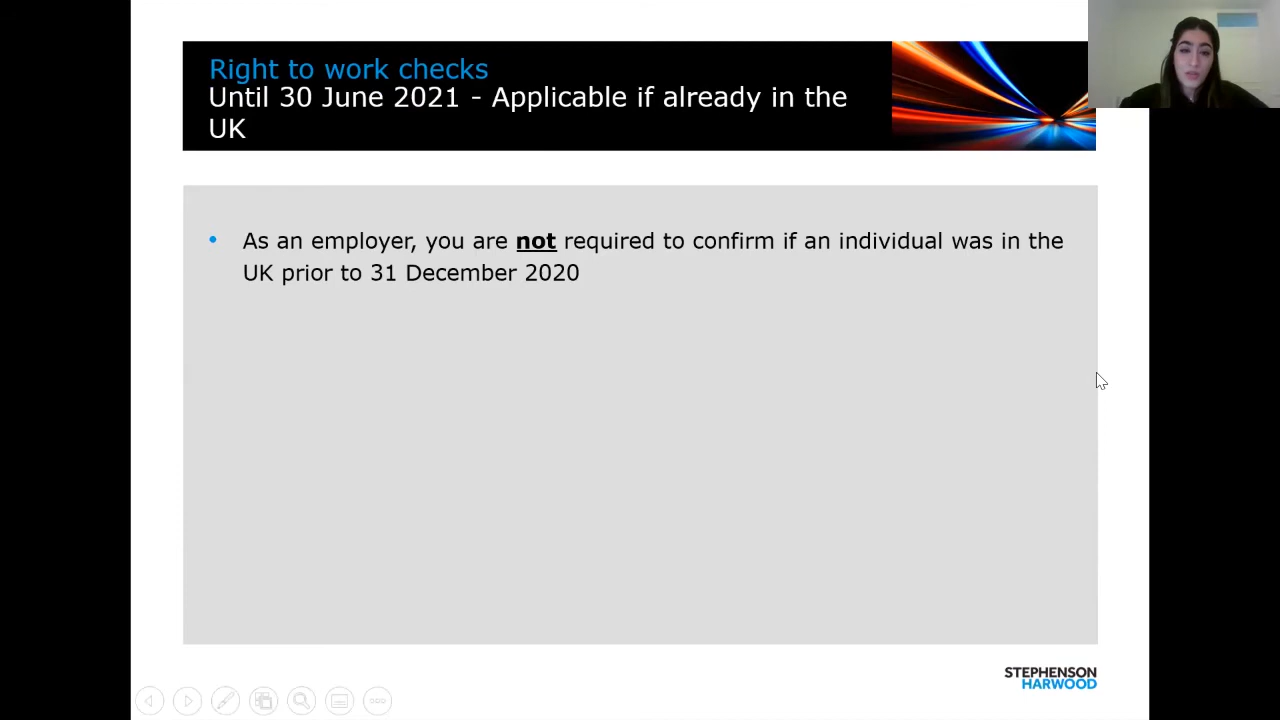 Right to work checks
Until 30 June 2021 - Applicable if already in the
UK
• As an employer, you are not required to confirm if an individual was in the
UK prior to 31 December 2020
STEPHENSON
HARWOOD